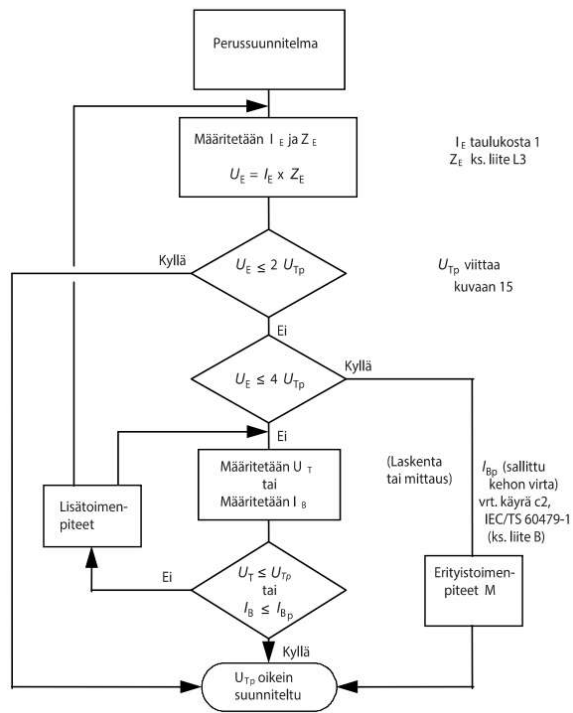 Perussuunnitelma
Määritetään I E ja Z E
U E = I E x Z E
I E taulukosta 1
Z E ks. liite L3
Kyllä
U E ≤ 2 U Tp
U Tp viittaa
kuvaan 15
Ei
Kyllä
U E ≤ 4 U Tp
Ei
Määritetään U T
tai
Määritetään I B
(Laskenta
tai mittaus)
I Bp (sallittu
kehon virta)
vrt. käyrä c2,
IEC/TS 60479-1
(ks. liite B)
Lisätoimen-
piteet
Ei
U T ≤ U Tp
tai
I B ≤ I Bp
Erityistoimen-
piteet M
Kyllä
U Tp oikein
suunniteltu